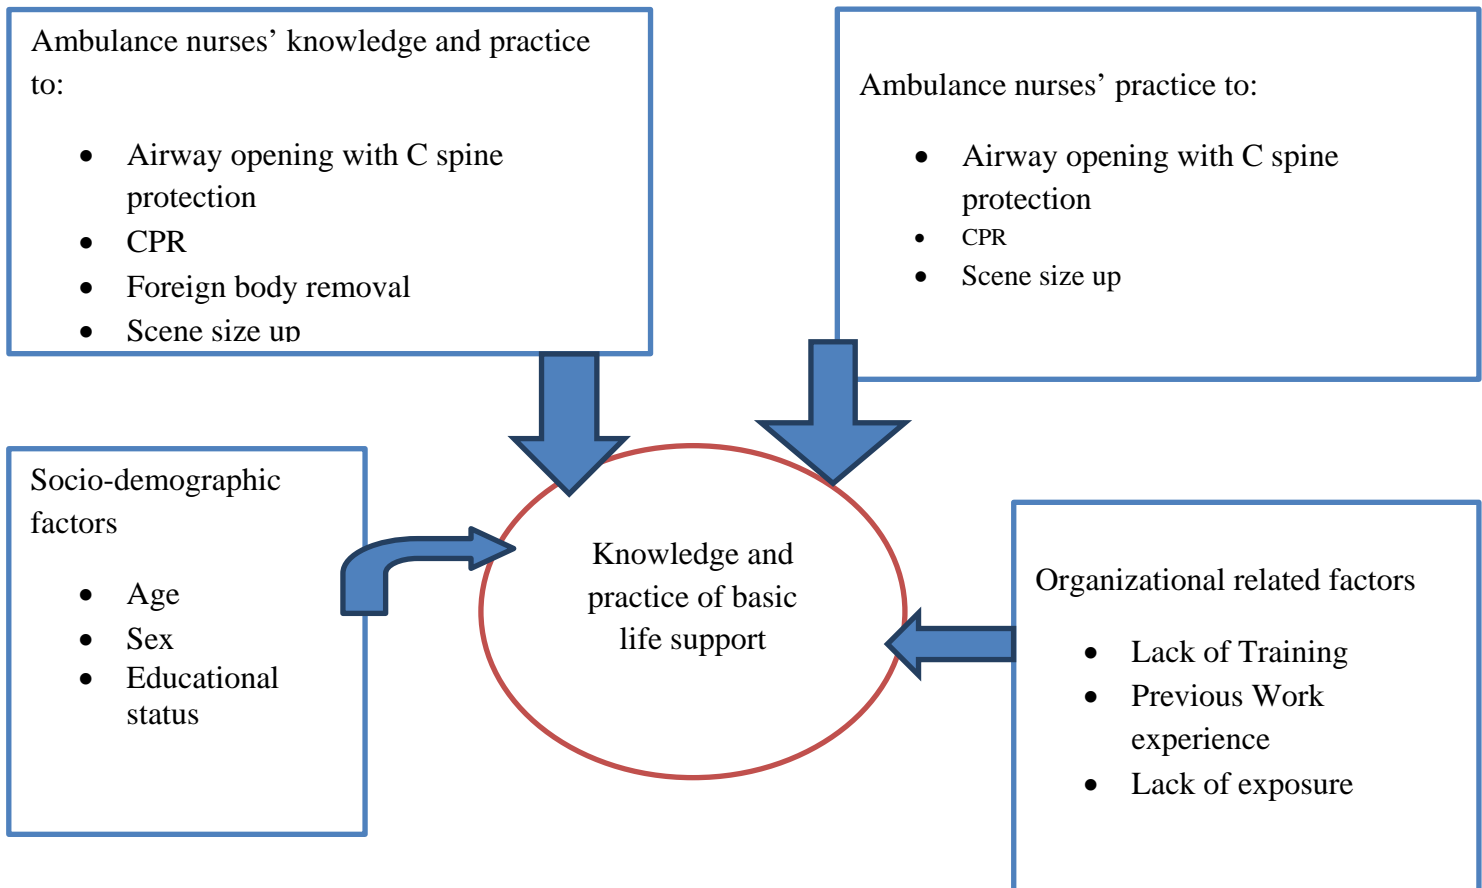 Ambulance nurses’ knowledge and practice
to:
• Airway opening with C spine
protection
• CPR
• Foreign body removal
• Scene size up
Ambulance nurses’ practice to:
• Airway opening with C spine
protection
• CPR
• Scene size up
Socio-demographic
factors
• Age
• Sex
• Educational
status
Knowledge and
practice of basic
life support
Organizational related factors
• Lack of Training
• Previous Work
experience
• Lack of exposure